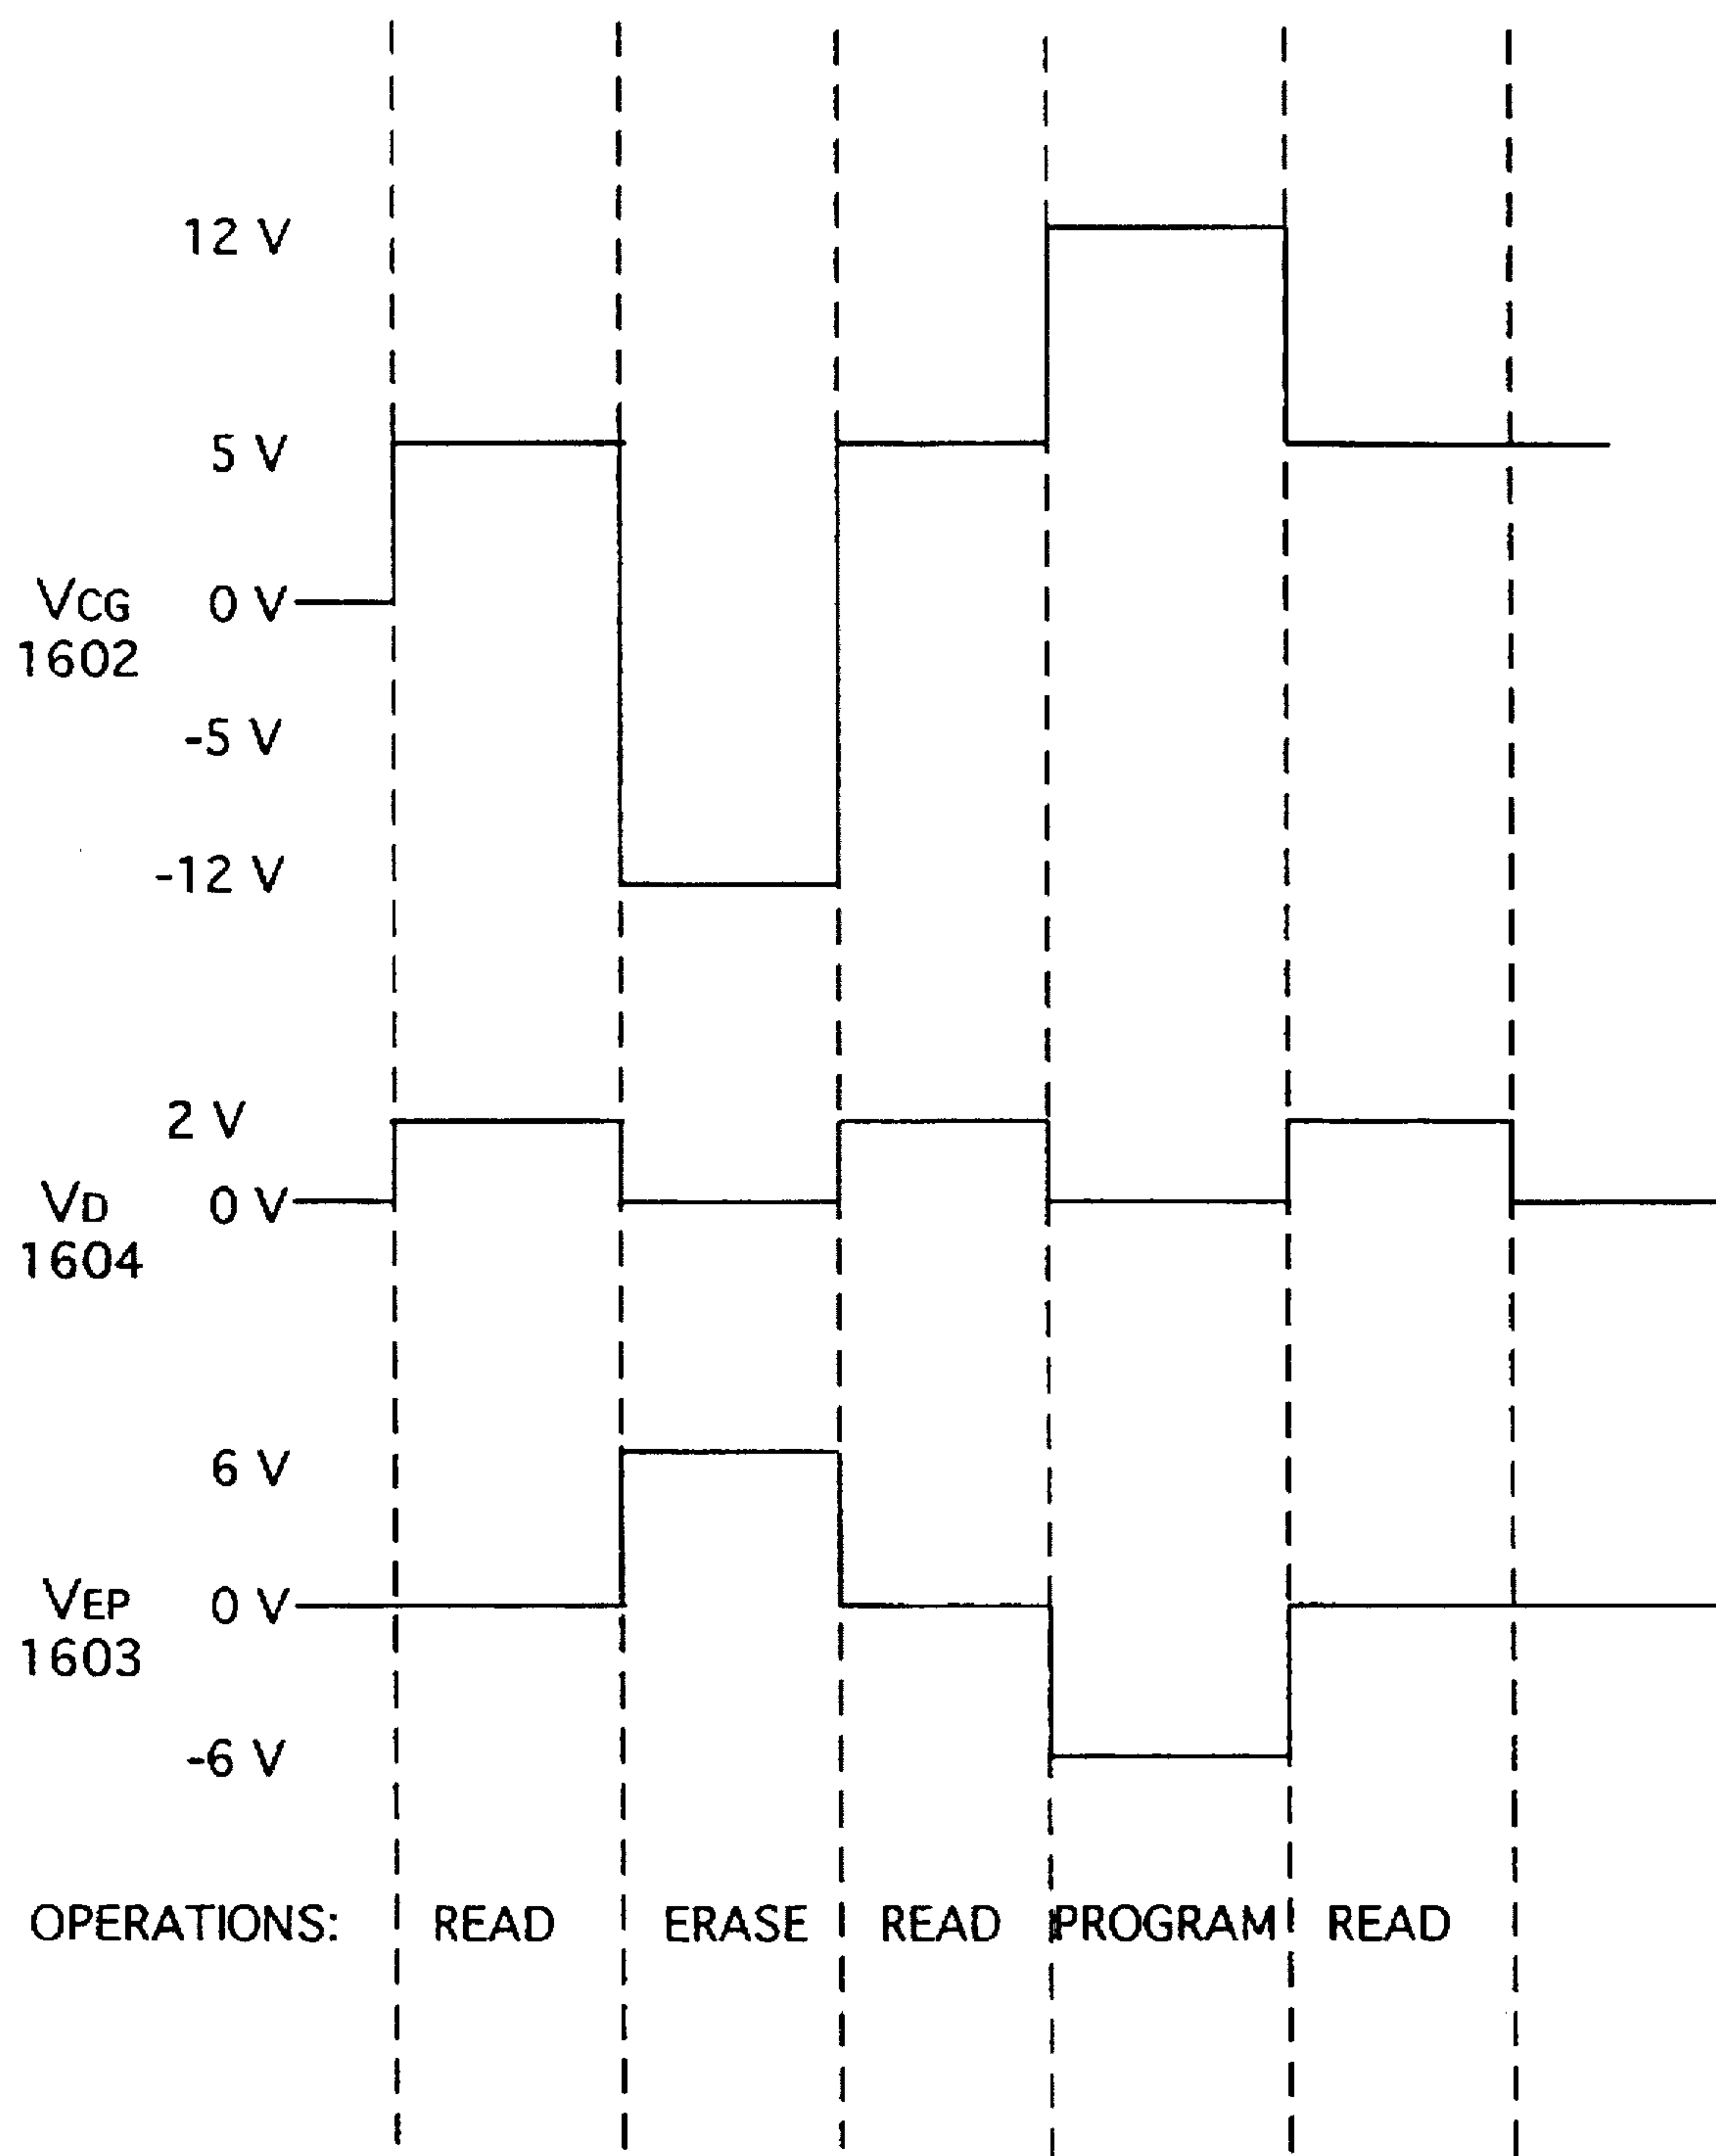 12 V
5 V
VCG 0 V
1602
-5 V
-12 V
2 V
VD 0 V
1604
6 V
VEP 0 V
1603
-6 V
OPERATIONS: READ ERASE READ PROGRAM READ